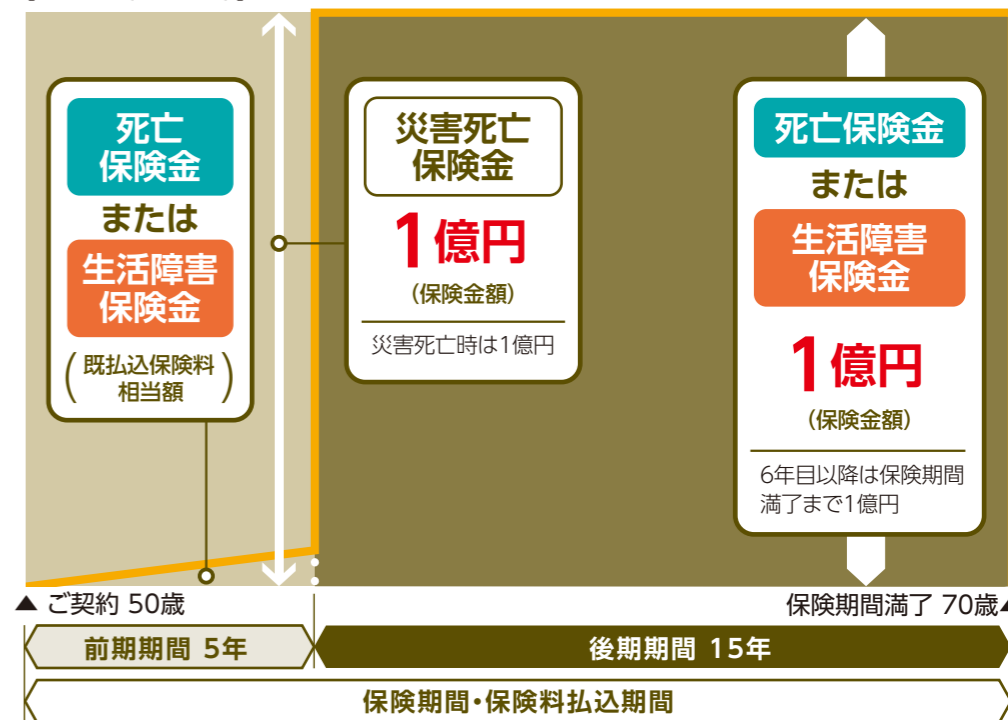 死亡
保険金
または
生活障害
保険金
(既払込保険料
相当額)
災害死亡
保険金
1億円
(保険金額)
災害死亡時は1億円
死亡保険金
または
生活障害
保険金
1億円
(保険金額)
6年目以降は保険期間
満了まで1億円
▲ ご契約 50歳
保険期間満了 70歳▲
前期期間 5年
後期期間 15年
保険期間・保険料払込期間